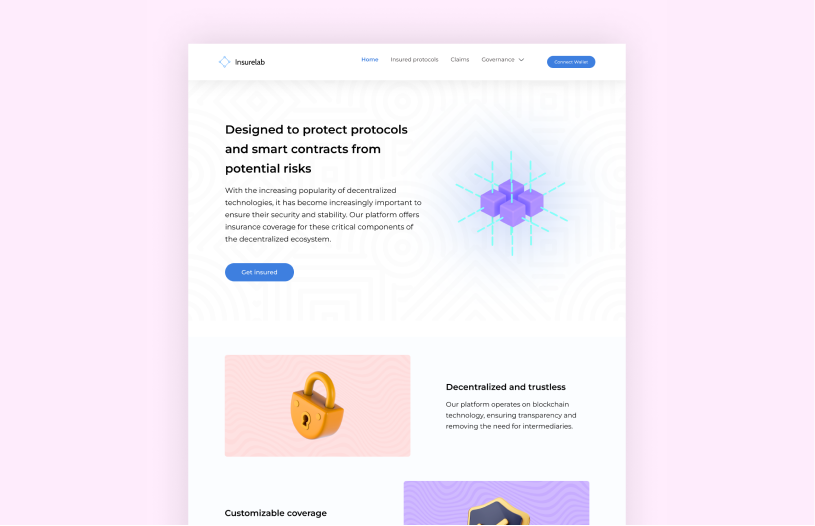 Insurelab
Home Insured protocols Claims Governance
Connect Wallet
Designed to protect protocols
and smart contracts from
potential risks
With the increasing popularity of decentralized
technologies, it has become increasingly important to
ensure their security and stability. Our platform offers
insurance coverage for these critical components of
the decentralized ecosystem.
Get insured
Decentralized and trustless
Our platform operates on blockchain
technology, ensuring transparency and
removing the need for intermediaries.
Customizable coverage